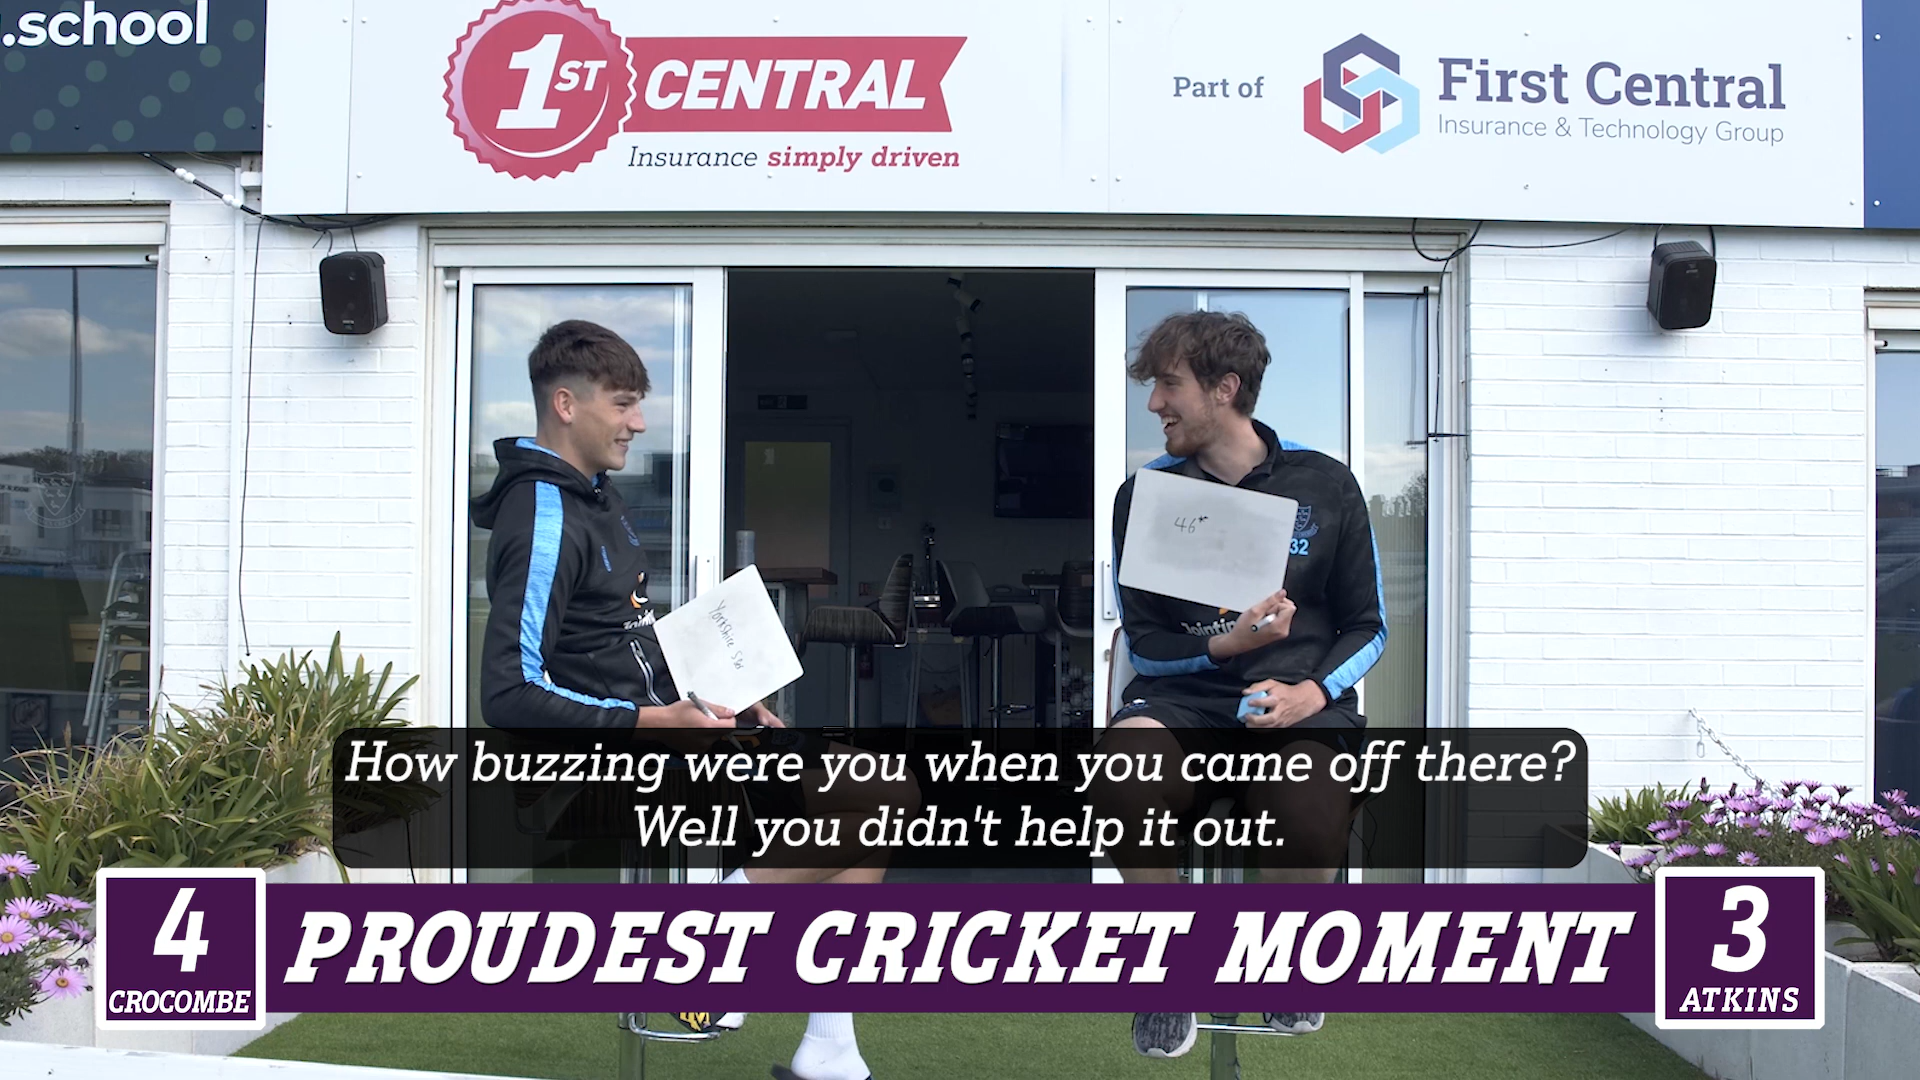 .school
1ST CENTRAL
Insurance simply driven
Part of
First Central
Insurance & Technology Group
46*
32
Yorkshire
Jointin
How buzzing were you when you came off there?
Well you didn't help it out.
4
CROCOMBE
PROUDEST CRICKET MOMENT
3
ATKINS